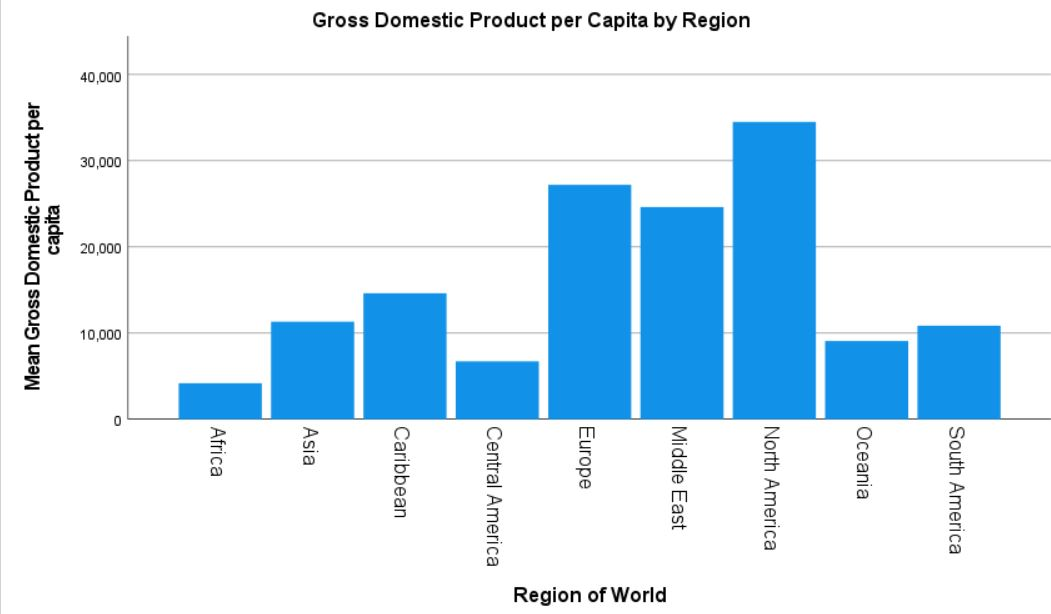 Gross Domestic Product per Capita by Region
Mean Gross Domestic Product per
capita
40,000
30,000
20,000
10,000
0
Africa
Asia
Caribbean
Central America
Europe
Middle East
North America
Oceania
South America
Region of World